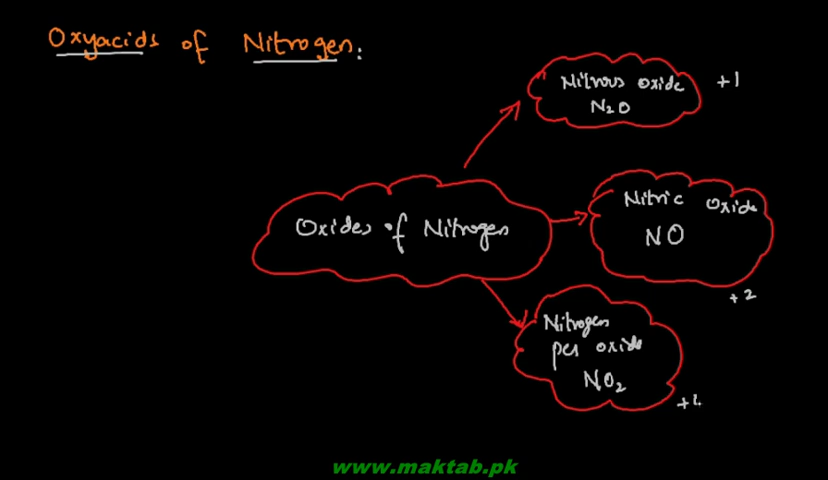 Oxyacids of Nitrogen:
Nitrous oxide +1
N₂O
Oxides of Nitrogen
Nitric Oxide
NO
+2
Nitrogen
per oxide
NO₂
+4
www.maktab.pk